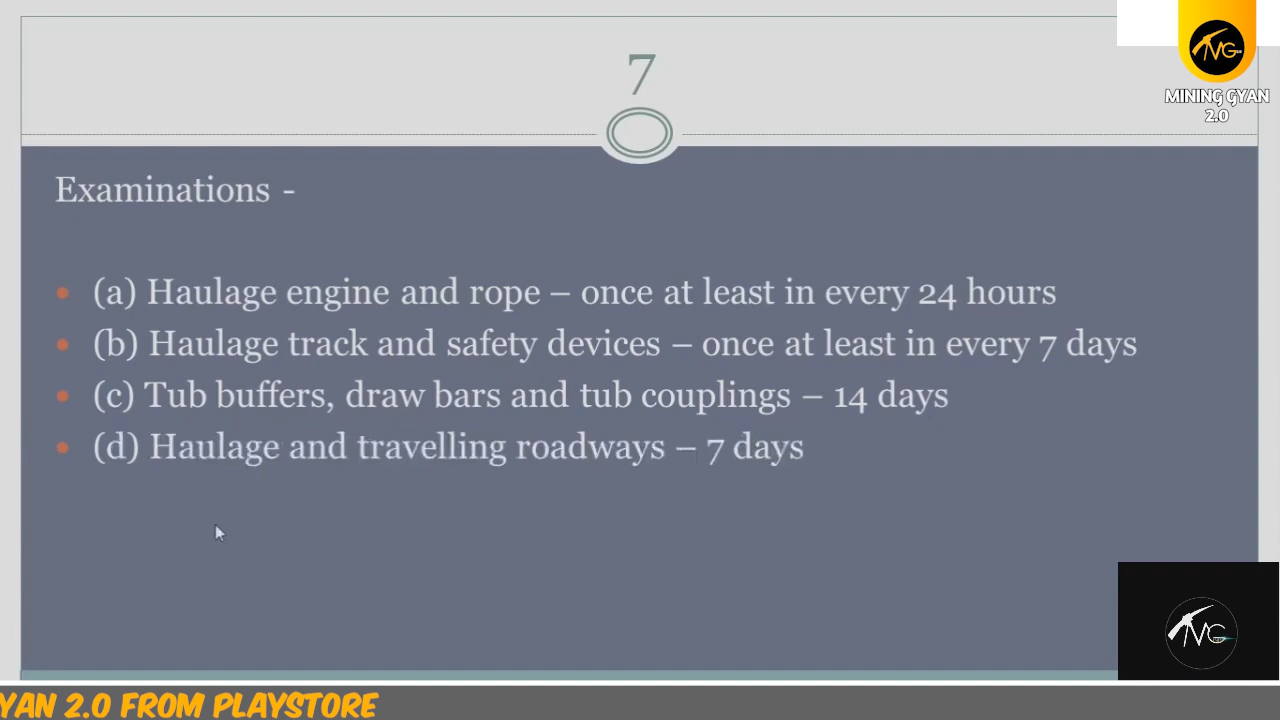 7
MINING GYAN
2.0
Examinations -
• (a) Haulage engine and rope – once at least in every 24 hours
• (b) Haulage track and safety devices – once at least in every 7 days
• (c) Tub buffers, draw bars and tub couplings – 14 days
• (d) Haulage and travelling roadways – 7 days
MG
YAN 2.0 FROM PLAYSTORE